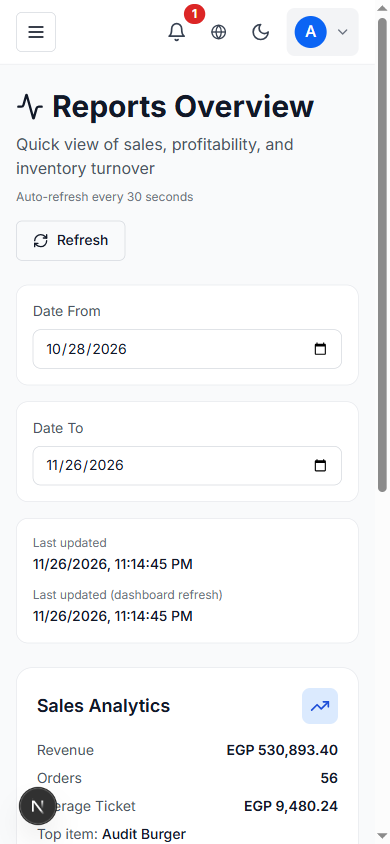 1
A
Reports Overview
Quick view of sales, profitability, and
inventory turnover
Auto-refresh every 30 seconds
Refresh
Date From
10/28/2026
Date To
11/26/2026
Last updated
11/26/2026, 11:14:45 PM
Last updated (dashboard refresh)
11/26/2026, 11:14:45 PM
Sales Analytics
Revenue EGP 530,893.40
Orders 56
N
Ticket EGP 9,480.24
Top item: Audit Burger